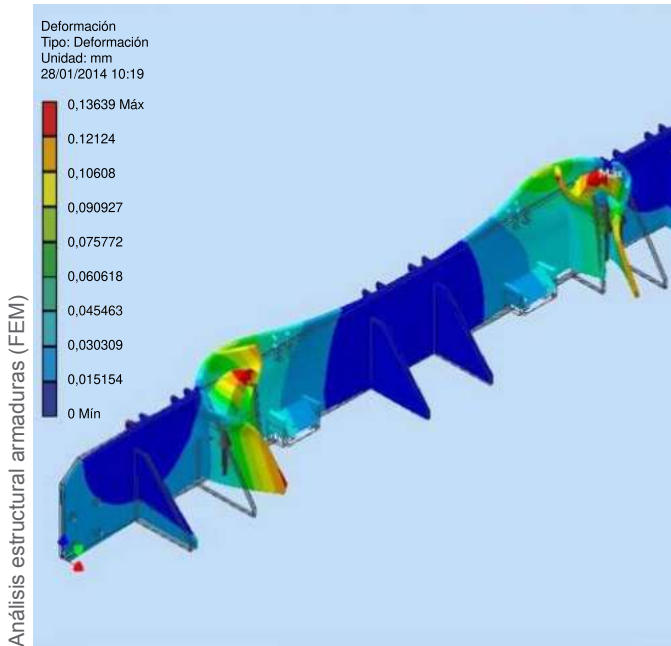 Deformación
Tipo: Deformación
Unidad: mm
28/01/2014 10:19
0,13639 Máx
0.12124
0,10608
0,090927
0,075772
0,060618
0,045463
0,030309
0,015154
0 Mín
Máx
Análisis estructural armaduras (FEM)